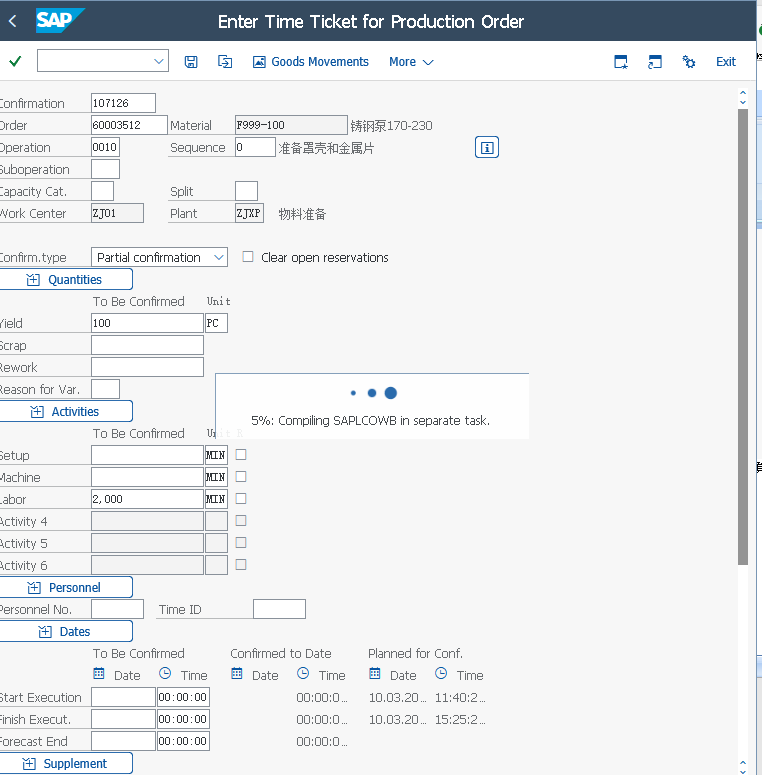 SAP Enter Time Ticket for Production Order
Goods Movements More Exit
Confirmation 107126
Order 60003512 Material F999-100 铸钢泵170-230
Operation 0010 Sequence 0 准备罩壳和金属片
Suboperation
Capacity Cat. Split
Work Center ZJ01 Plant ZJXP 物料准备
Confirm.type Partial confirmation Clear open reservations
Quantities
To Be Confirmed Unit
Yield 100 PC
Scrap
Rework
Reason for Var.
5%: Compiling SAPLCOWB in separate task.
Activities
To Be Confirmed
Setup MIN
Machine MIN
Labor 2,000 MIN
Activity 4
Activity 5
Activity 6
Personnel
Personnel No. Time ID
Dates
To Be Confirmed Confirmed to Date Planned for Conf.
Date Time Date Time Date Time
Start Execution 00:00:00 00:00:0... 10.03.20... 11:40:2...
Finish Execut. 00:00:00 00:00:0... 10.03.20... 15:25:2...
Forecast End 00:00:00 00:00:0...
Supplement